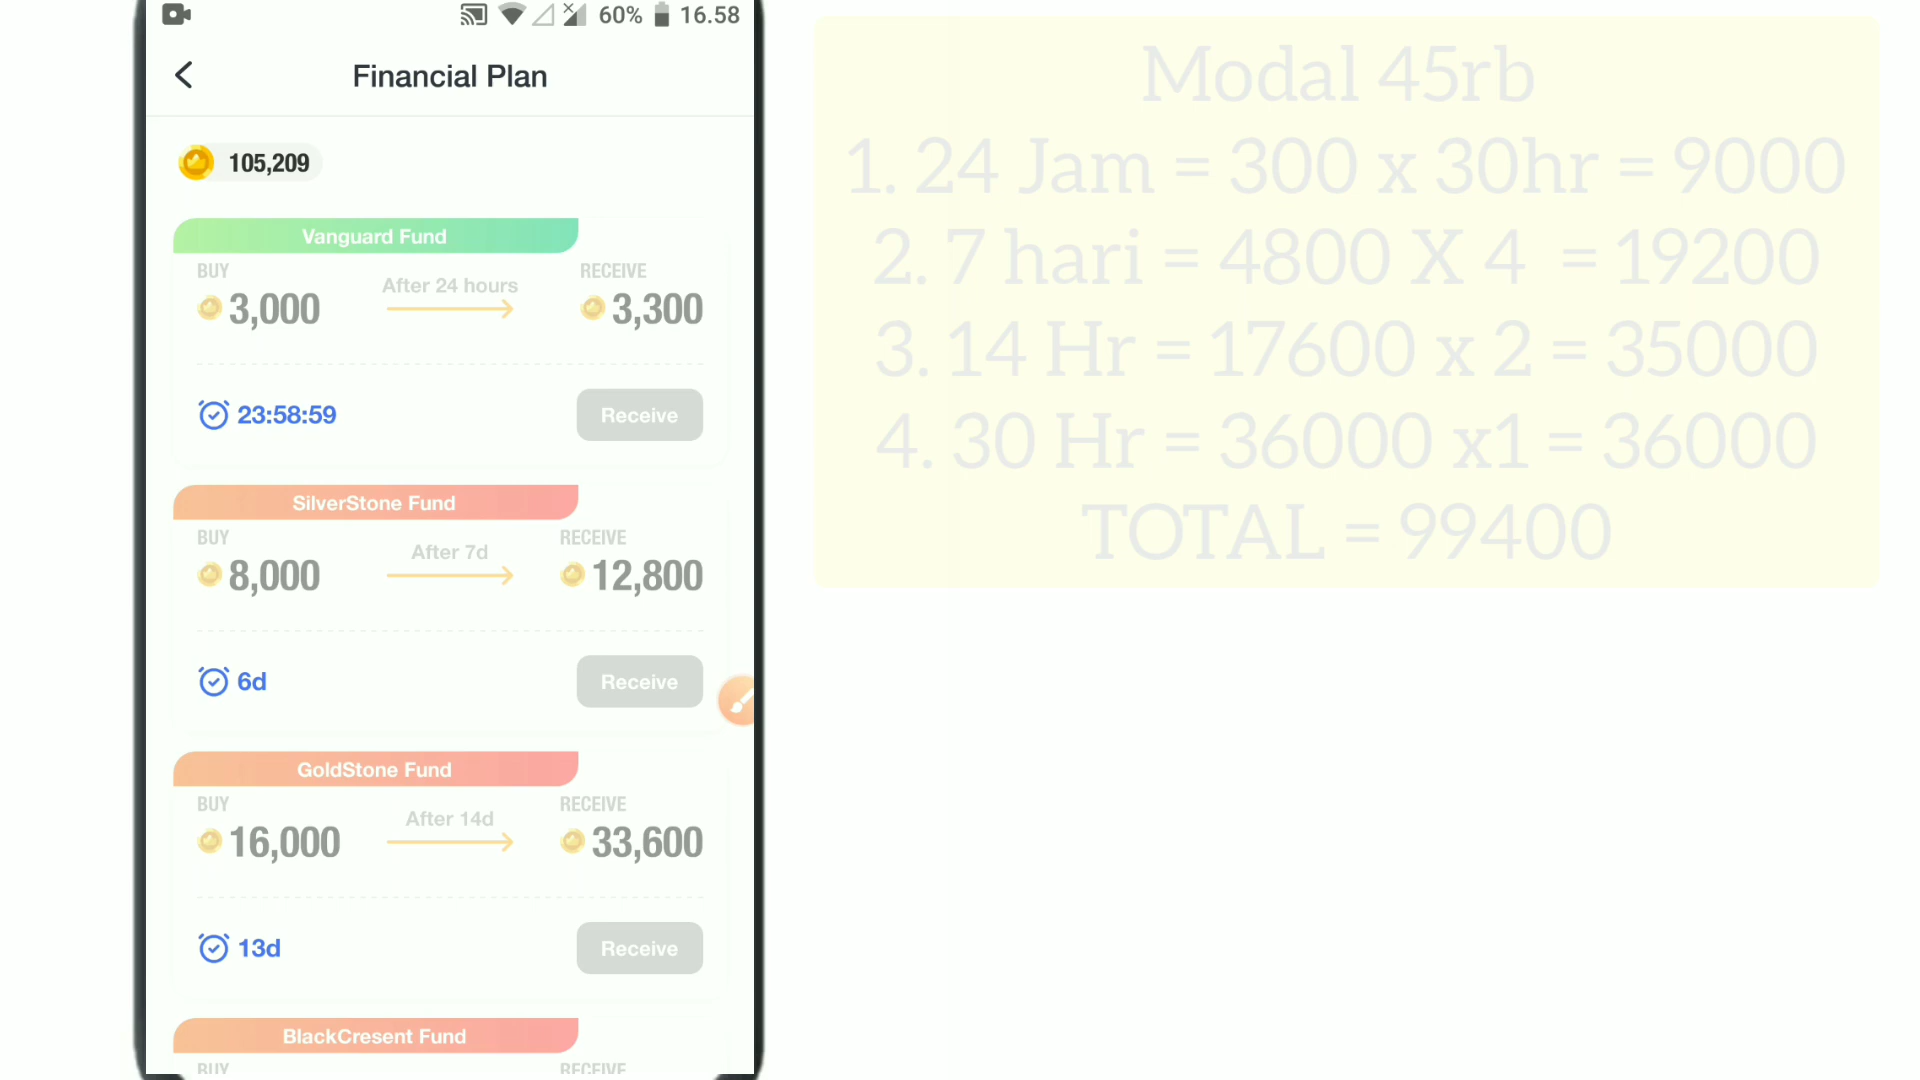 60% 16.58
Financial Plan
105,209
Vanguard Fund
BUY After 24 hours RECEIVE
3,000 3,300
23:58:59 Receive
SilverStone Fund
BUY After 7d RECEIVE
8,000 12,800
6d Receive
GoldStone Fund
BUY After 14d RECEIVE
16,000 33,600
13d Receive
BlackCresent Fund
BUY RECEIVE
Modal 45rb
1. 24 Jam = 300 x 30hr = 9000
2. 7 hari = 4800 X 4 = 19200
3. 14 Hr = 17600 x 2 = 35000
4. 30 Hr = 36000 x1 = 36000
TOTAL = 99400